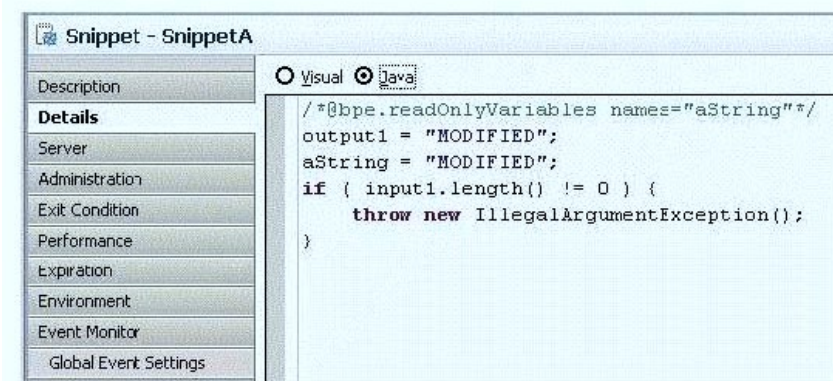 Snippet - SnippetA
Description
Details
Server
Administration
Exit Condition
Performance
Expiration
Environment
Event Monitor
Global Event Settings
Visual Java
/*@bpe.readOnlyVariables names="aString"*/
output1 = "MODIFIED";
aString = "MODIFIED";
if ( input1.length() != 0 ) {
throw new IllegalArgumentException();
}